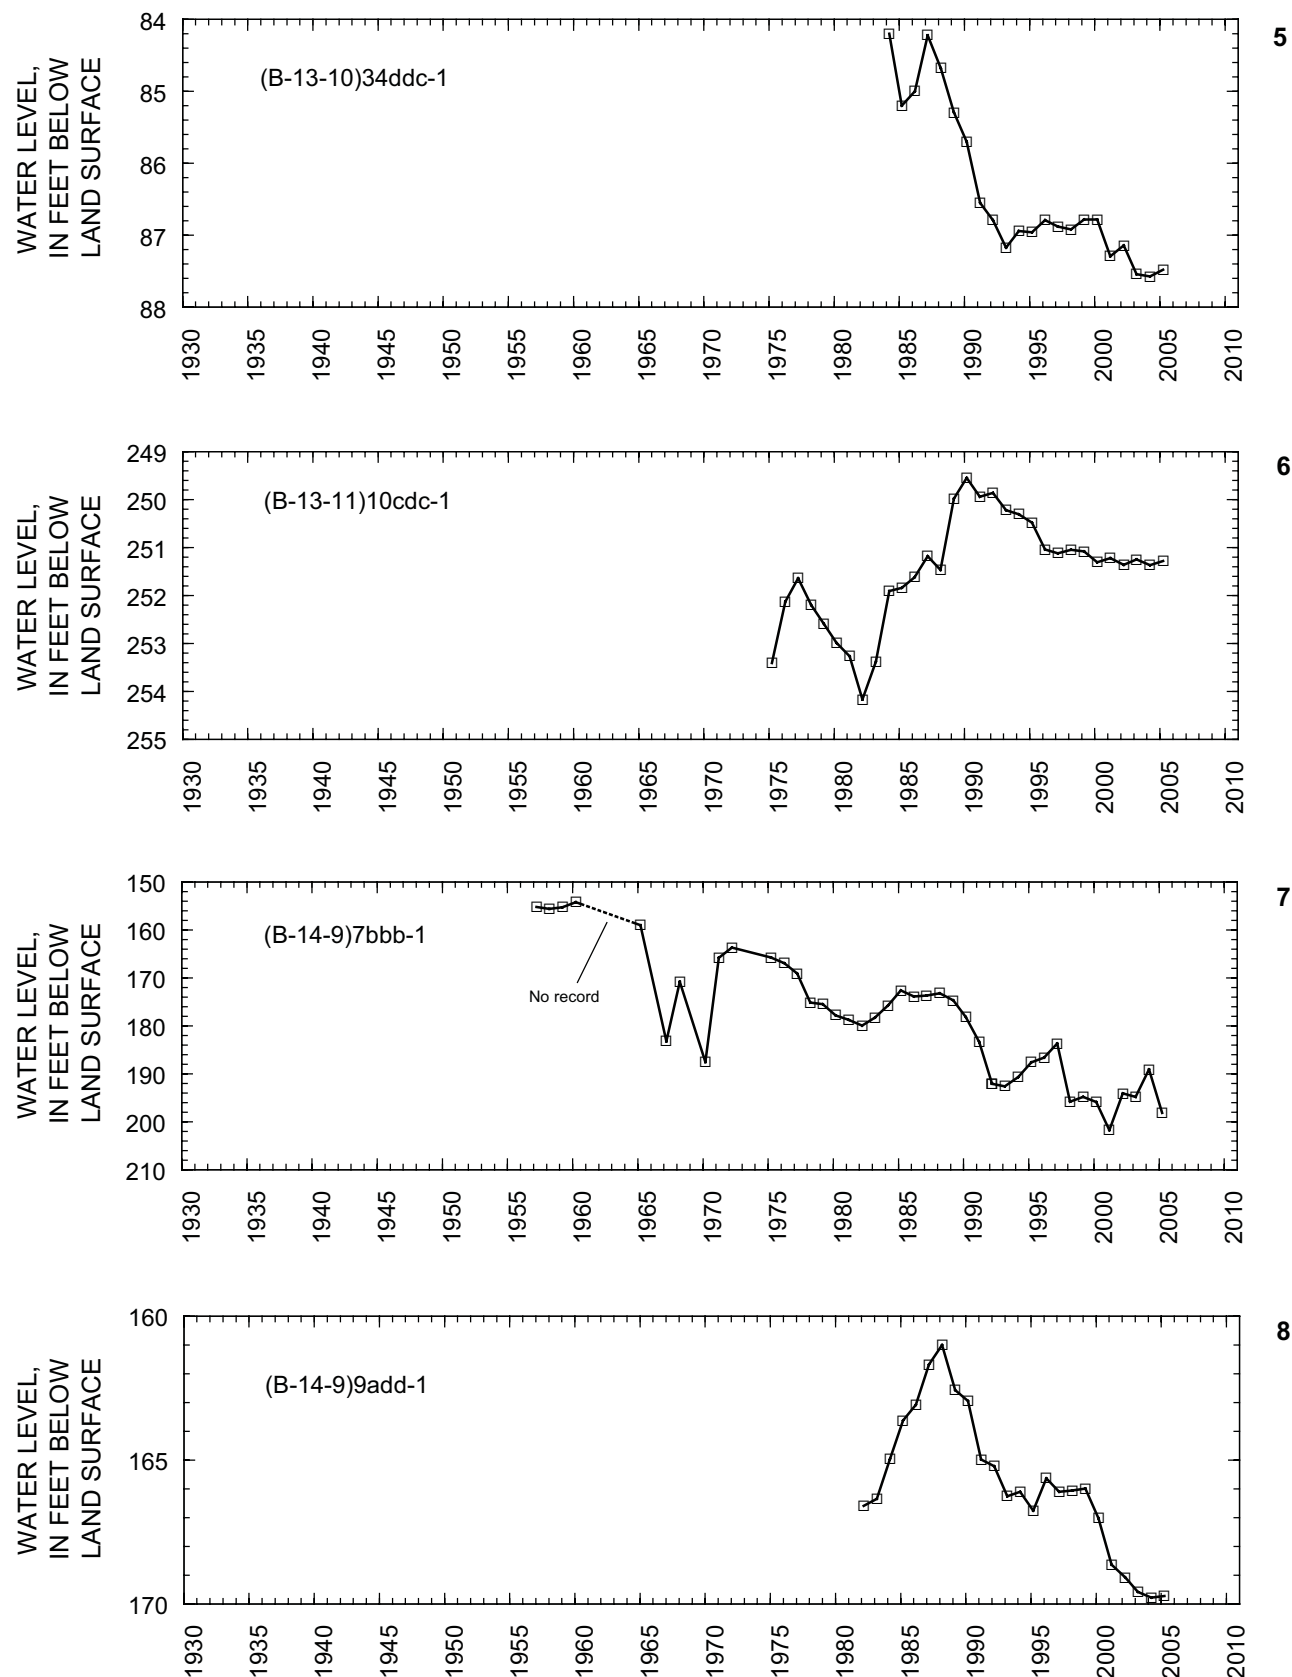 5
WATER LEVEL,
IN FEET BELOW
LAND SURFACE
(B-13-10)34ddc-1
84
85
86
87
88
1930 1935 1940 1945 1950 1955 1960 1965 1970 1975 1980 1985 1990 1995 2000 2005 2010
6
WATER LEVEL,
IN FEET BELOW
LAND SURFACE
(B-13-11)10cdc-1
249
250
251
252
253
254
255
1930 1935 1940 1945 1950 1955 1960 1965 1970 1975 1980 1985 1990 1995 2000 2005 2010
7
WATER LEVEL,
IN FEET BELOW
LAND SURFACE
(B-14-9)7bbb-1
No record
150
160
170
180
190
200
210
1930 1935 1940 1945 1950 1955 1960 1965 1970 1975 1980 1985 1990 1995 2000 2005 2010
8
WATER LEVEL,
IN FEET BELOW
LAND SURFACE
(B-14-9)9add-1
160
165
170
1930 1935 1940 1945 1950 1955 1960 1965 1970 1975 1980 1985 1990 1995 2000 2005 2010